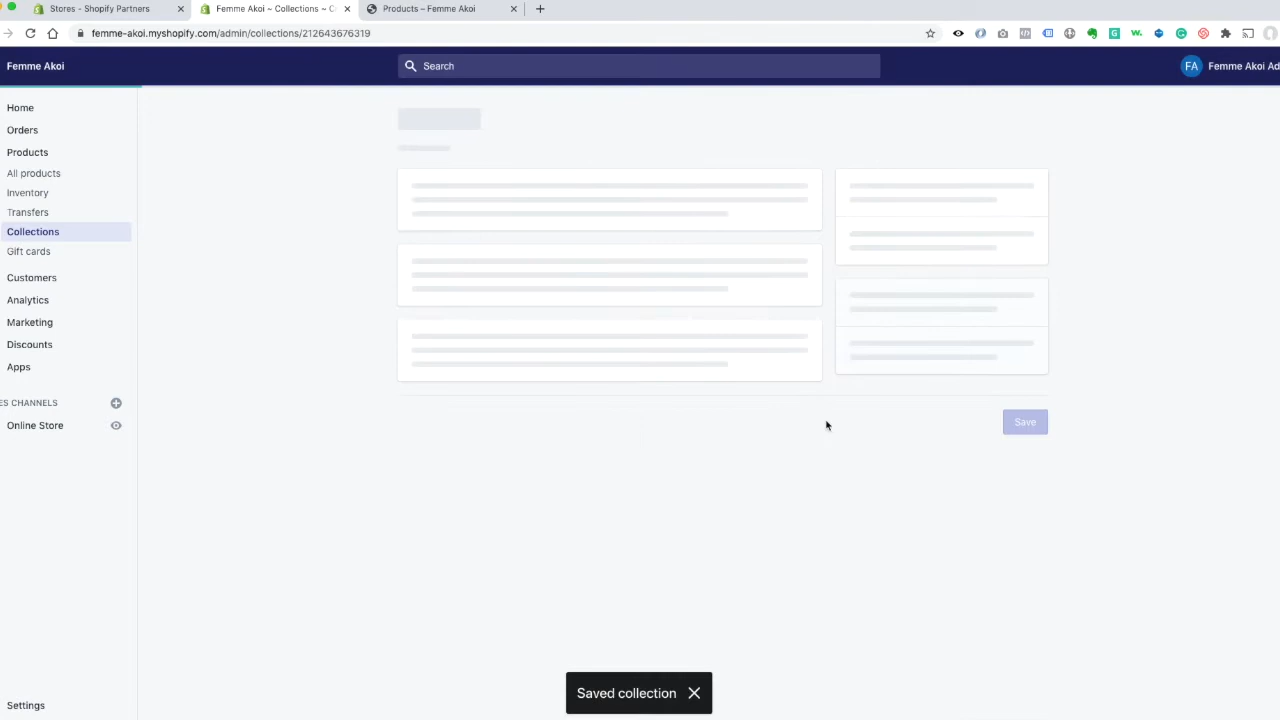 Stores - Shopify Partners
Femme Akoi ~ Collections ~ C
Products – Femme Akoi
femme-akoi.myshopify.com/admin/collections/212643676319
Femme Akoi
Search
FA
Femme Akoi Ad
Home
Orders
Products
All products
Inventory
Transfers
Collections
Gift cards
Customers
Analytics
Marketing
Discounts
Apps
ES CHANNELS
Online Store
Save
Saved collection
Settings